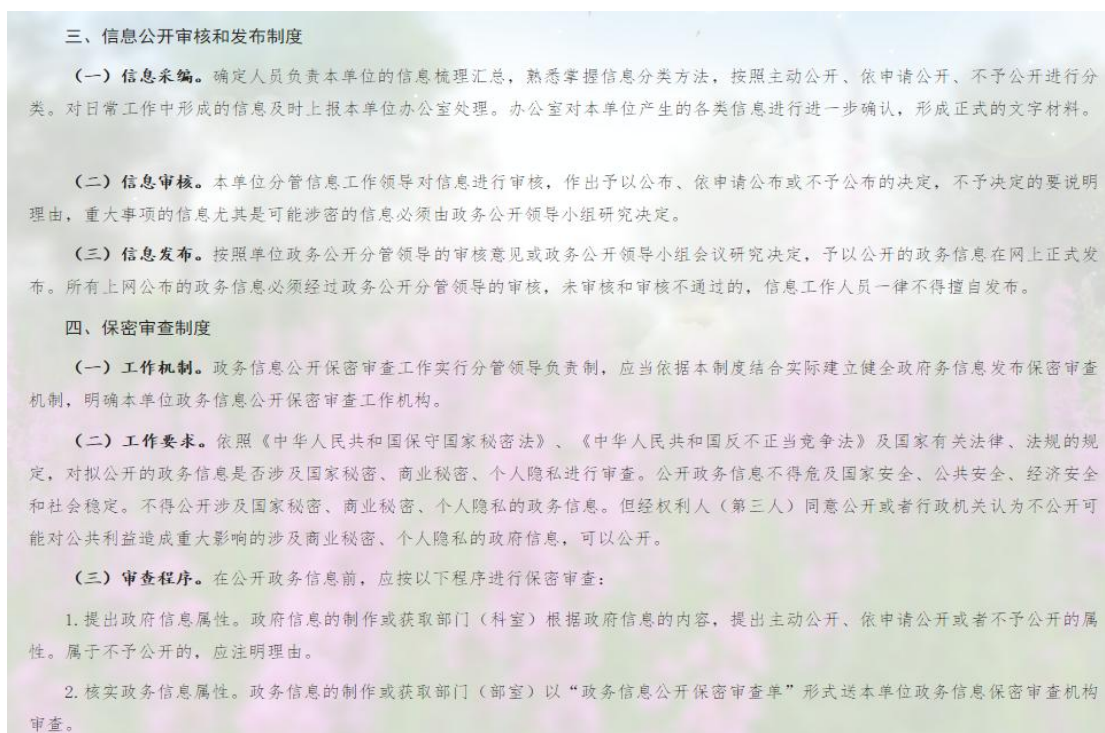 三、信息公开审核和发布制度
（一）信息采编。确定人员负责本单位的信息梳理汇总，熟悉掌握信息分类方法，按照主动公开、依申请公开、不予公开进行分
类。对日常工作中形成的信息及时上报本单位办公室处理。办公室对本单位产生的各类信息进行进一步确认，形成正式的文字材料。
（二）信息审核。本单位分管信息工作领导对信息进行审核，作出予以公布、依申请公布或不予公布的决定，不予决定的要说明
理由，重大事项的信息尤其是可能涉密的信息必须由政务公开领导小组研究决定。
（三）信息发布。按照单位政务公开分管领导的审核意见或政务公开领导小组会议研究决定，予以公开的政务信息在网上正式发
布。所有上网公布的政务信息必须经过政务公开分管领导的审核，未审核和审核不通过的，信息工作人员一律不得擅自发布。
四、保密审查制度
（一）工作机制。政务信息公开保密审查工作实行分管领导负责制，应当依据本制度结合实际建立健全政府务信息发布保密审查
机制，明确本单位政务信息公开保密审查工作机构。
（二）工作要求。依照《中华人民共和国保守国家秘密法》、《中华人民共和国反不正当竞争法》及国家有关法律、法规的规
定，对拟公开的政务信息是否涉及国家秘密、商业秘密、个人隐私进行审查。公开政务信息不得危及国家安全、公共安全、经济安全
和社会稳定。不得公开涉及国家秘密、商业秘密、个人隐私的政务信息。但经权利人（第三人）同意公开或者行政机关认为不公开可
能对公共利益造成重大影响的涉及商业秘密、个人隐私的政府信息，可以公开。
（三）审查程序。在公开政务信息前，应按以下程序进行保密审查：
1.提出政府信息属性。政府信息的制作或获取部门（科室）根据政府信息的内容，提出主动公开、依申请公开或者不予公开的属
性。属于不予公开的，应注明理由。
2.核实政务信息属性。政务信息的制作或获取部门（部室）以“政务信息公开保密审查单”形式送本单位政务信息保密审查机构
审查。